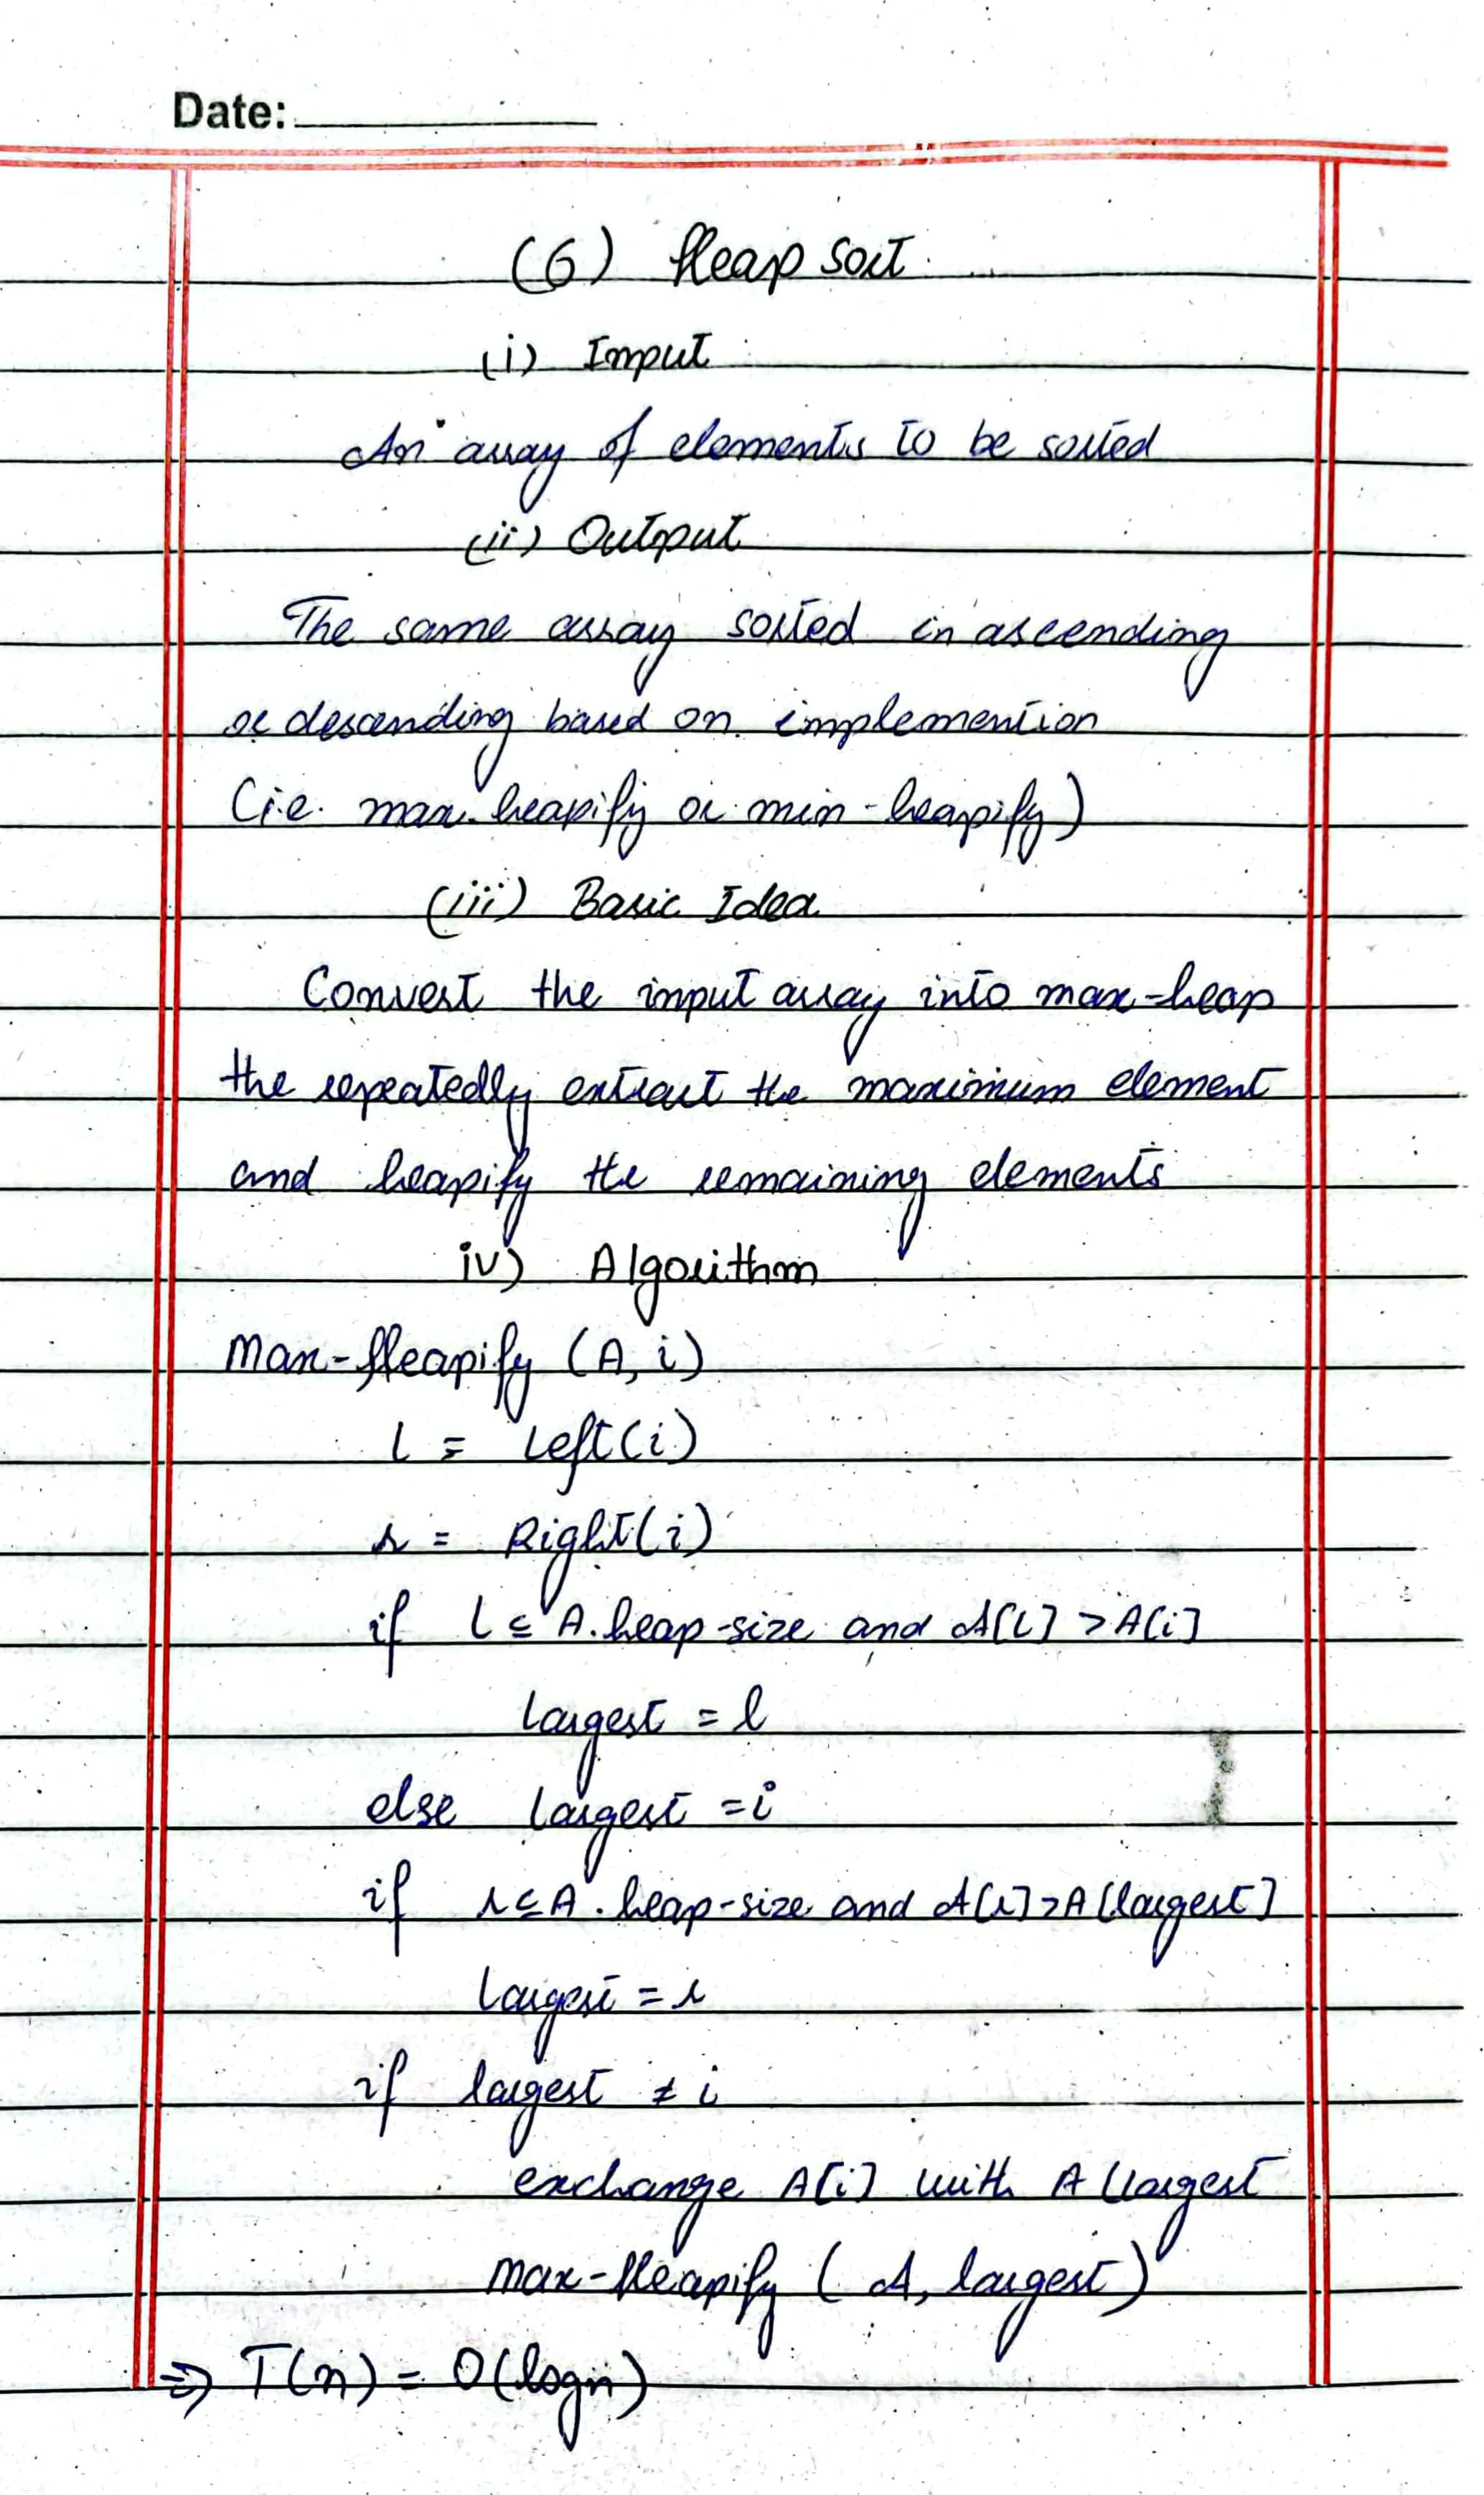 Date:
(6) Heap Sort
(i) Input
An array of elements to be sorted
(ii) Output
The same array sorted in ascending
or descending based on implemention
(i.e. max-heapify or min-heapify)
(iii) Basic Idea
Convert the input array into max-heap
the repeatedly extract the maximum element
and heapify the remaining elements
iv) Algorithm
Max-Heapify (A, i)
l = Left(i)
r = Right(i)
if l ≤ A.heap-size and A[l] > A[i]
largest = l
else largest = i
if r ≤ A.heap-size and A[r] > A[largest]
largest = r
if largest ≠ i
exchange A[i] with A[largest
max-Heapify (A, largest)
⇒ T(n) = O(logn)